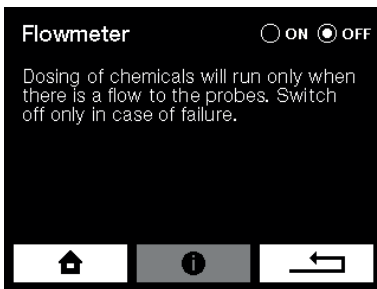 Flowmeter ON OFF
Dosing of chemicals will run only when
there is a flow to the probes. Switch
off only in case of failure.